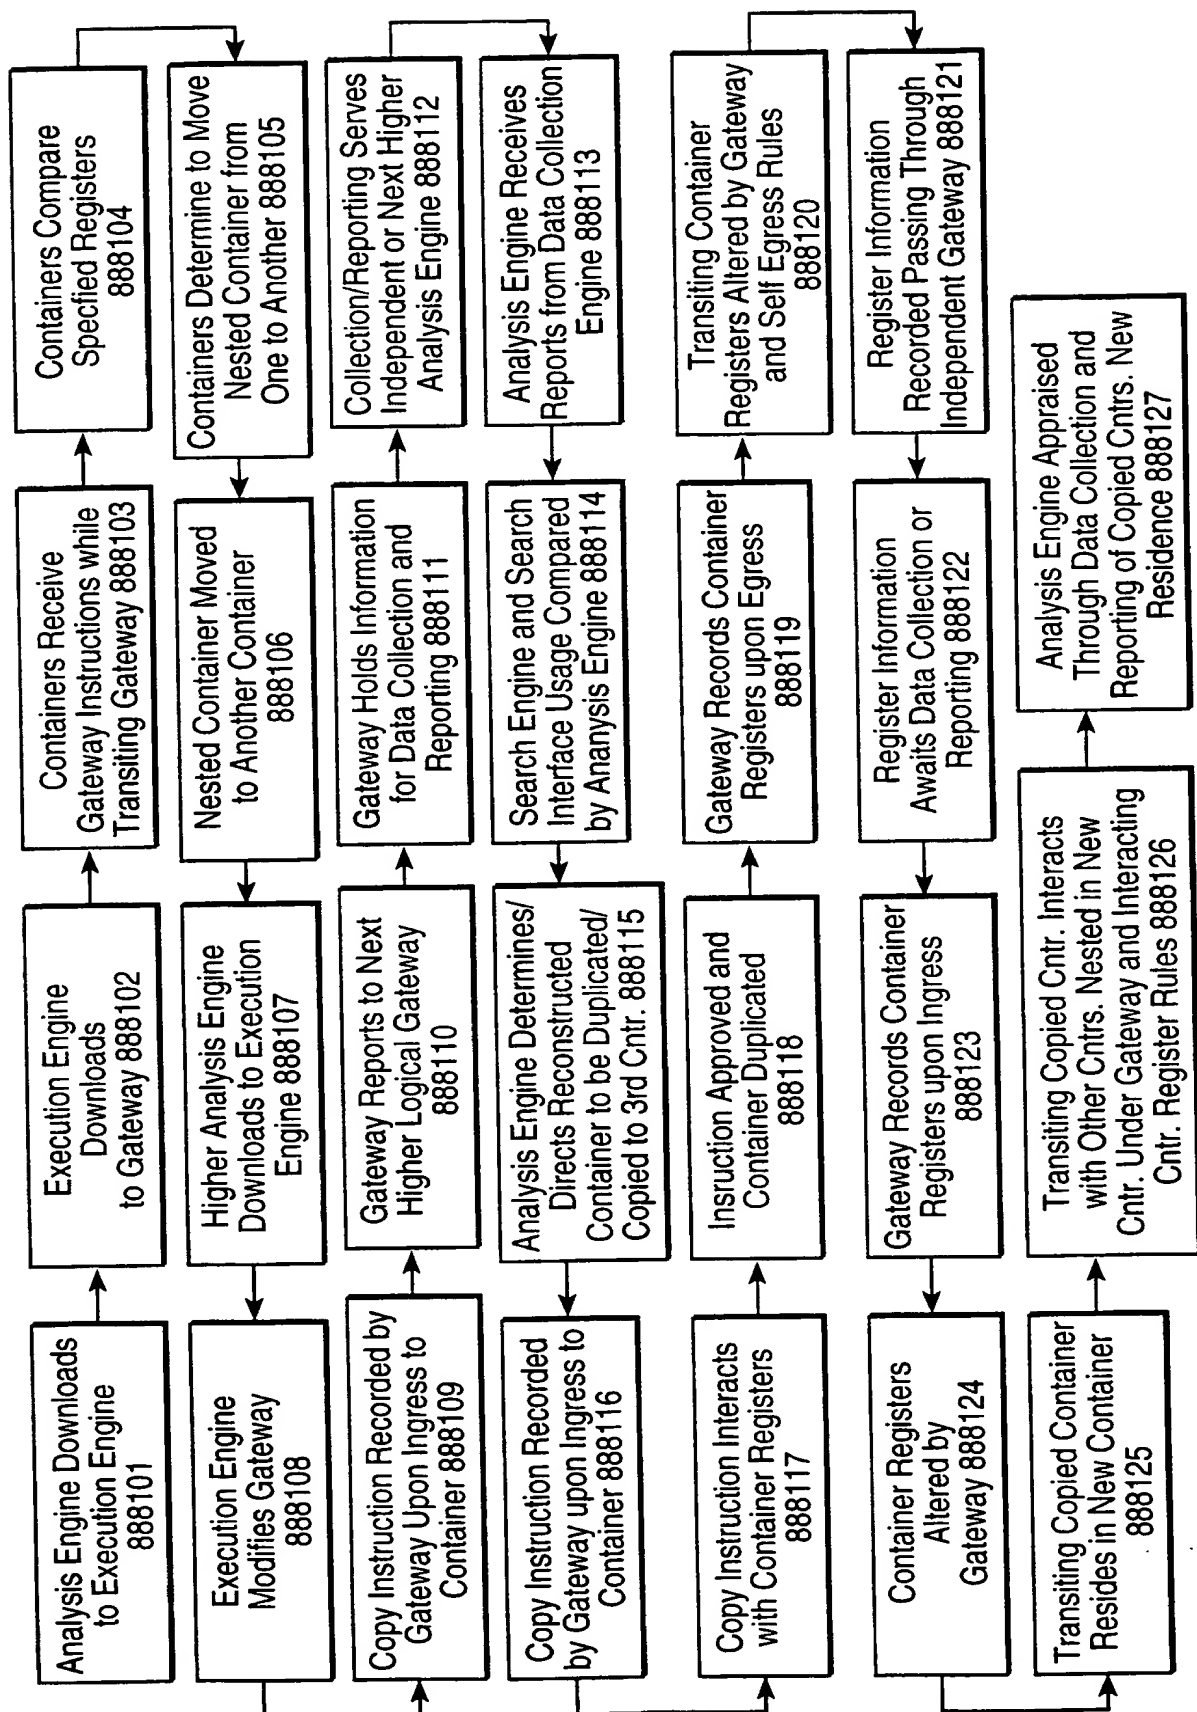 Analysis Engine Downloads
to Execution Engine
888101
Execution Engine
Downloads
to Gateway 888102
Containers Receive
Gateway Instructions while
Transiting Gateway 888103
Containers Compare
Specfied Registers
888104
Containers Determine to Move
Nested Container from
One to Another 888105
Nested Container Moved
to Another Container
888106
Higher Analysis Engine
Downloads to Execution
Engine 888107
Execution Engine
Modifies Gateway
888108
Copy Instruction Recorded by
Gateway Upon Ingress to
Container 888109
Gateway Reports to Next
Higher Logical Gateway
888110
Gateway Holds Information
for Data Collection and
Reporting 888111
Collection/Reporting Serves
Independent or Next Higher
Analysis Engine 888112
Analysis Engine Receives
Reports from Data Collection
Engine 888113
Search Engine and Search
Interface Usage Compared
by Ananysis Engine 888114
Analysis Engine Determines/
Directs Reconstructed
Container to be Duplicated/
Copied to 3rd Cntr. 888115
Copy Instruction Recorded
by Gateway upon Ingress to
Container 888116
Copy Instruction Interacts
with Container Registers
888117
Insruction Approved and
Container Duplicated
888118
Gateway Records Container
Registers upon Egress
888119
Transiting Container
Registers Altered by Gateway
and Self Egress Rules
888120
Register Information
Recorded Passing Through
Independent Gateway 888121
Register Information
Awaits Data Collection or
Reporting 888122
Gateway Records Container
Registers upon Ingress
888123
Container Registers
Altered by
Gateway 888124
Transiting Copied Container
Resides in New Container
888125
Transiting Copied Cntr. Interacts
with Other Cntrs. Nested in New
Cntr. Under Gateway and Interacting
Cntr. Register Rules 888126
Analysis Engine Appraised
Through Data Collection and
Reporting of Copied Cntrs. New
Residence 888127